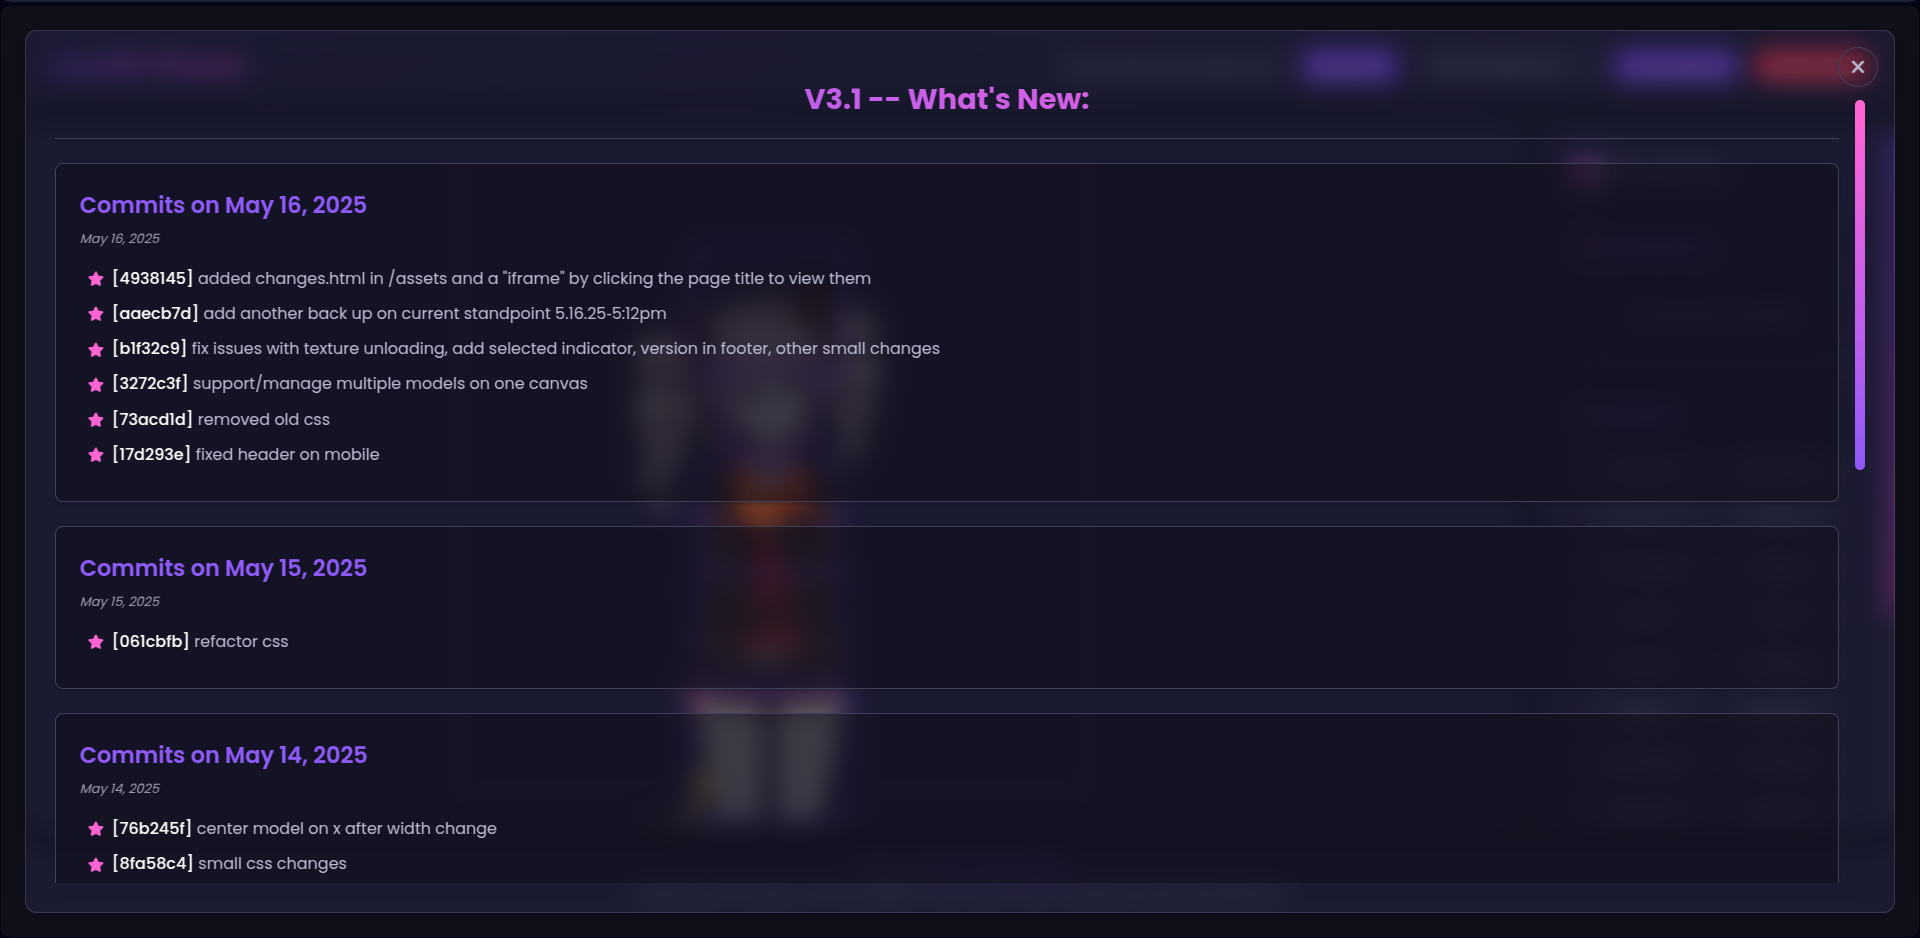 V3.1 -- What's New:
Commits on May 16, 2025
May 16, 2025
[4938145] added changes.html in /assets and a "iframe" by clicking the page title to view them
[aaecb7d] add another back up on current standpoint 5.16.25-5:12pm
[b1f32c9] fix issues with texture unloading, add selected indicator, version in footer, other small changes
[3272c3f] support/manage multiple models on one canvas
[73acd1d] removed old css
[17d293e] fixed header on mobile
Commits on May 15, 2025
May 15, 2025
[061cbfb] refactor css
Commits on May 14, 2025
May 14, 2025
[76b245f] center model on x after width change
[8fa58c4] small css changes